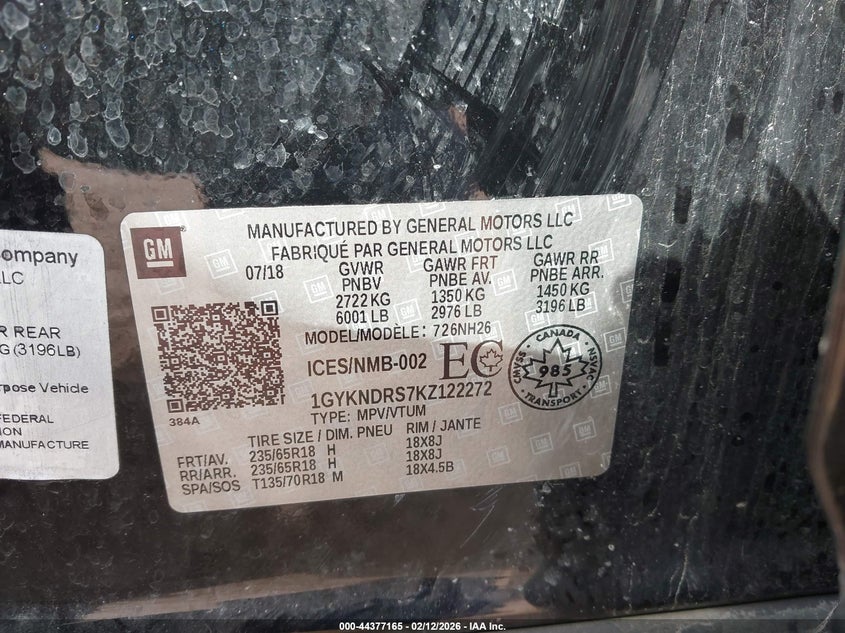 ompany
LLC
R REAR
G (3196LB)
rpose Vehicle
FEDERAL
ION
MANUFACTURE
GM
MANUFACTURED BY GENERAL MOTORS LLC
FABRIQUÉ PAR GENERAL MOTORS LLC
07/18 GVWR GAWR FRT GAWR RR
PNBV PNBE AV. PNBE ARR.
2722 KG 1350 KG 1450 KG
6001 LB 2976 LB 3196 LB
MODEL/MODÈLE: 726NH26
ICES/NMB-002 EC
CANADA
985
TRANSPORT
CMVSS
NSVAC
1GYKNDRS7KZ122272
384A
TYPE: MPV/VTUM
TIRE SIZE / DIM. PNEU RIM / JANTE
FRT/AV. 235/65R18 H 18X8J
RR/ARR. 235/65R18 H 18X8J
SPA/SOS T135/70R18 M 18X4.5B
000-44377165 - 02/12/2026 - IAA Inc.